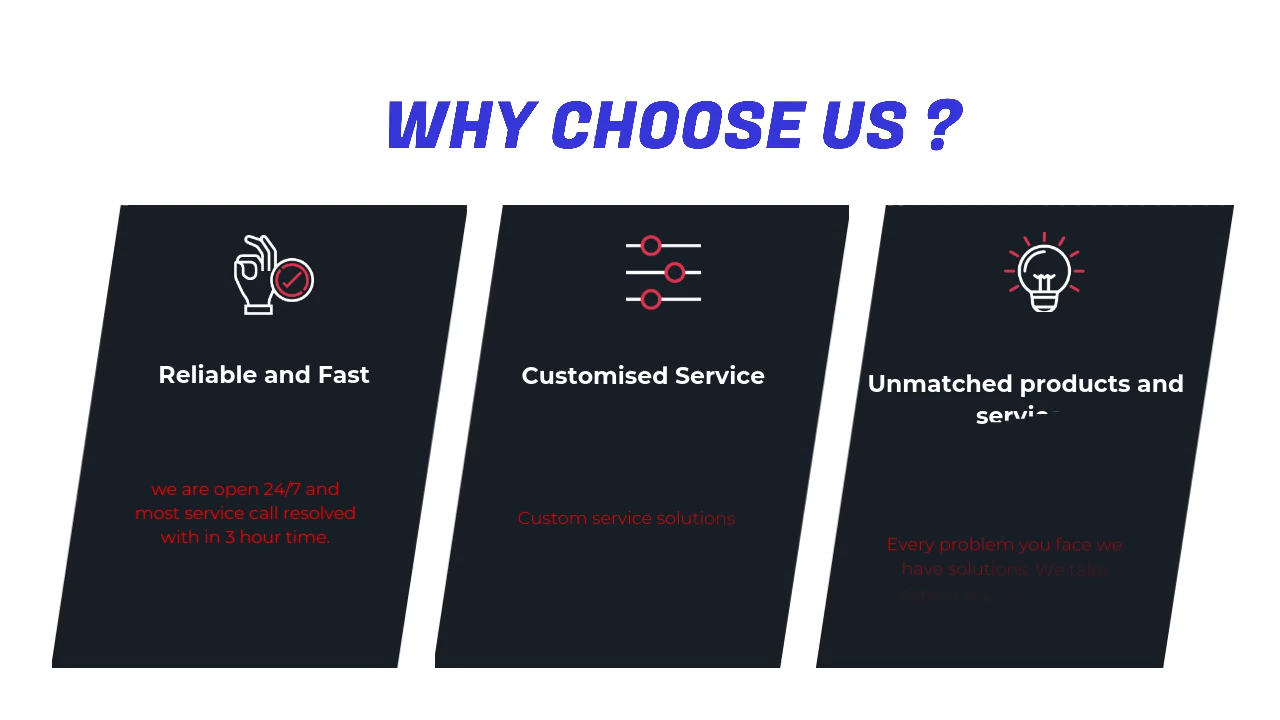 WHY CHOOSE US ?
Reliable and Fast
we are open 24/7 and
most service call resolved
with in 3 hour time.
Customised Service
Custom service solutions
Unmatched products and
Every problem you face we
have solutions. We take